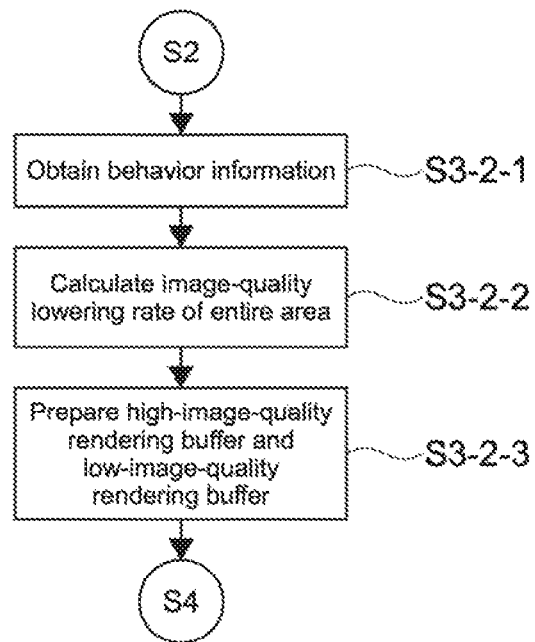 S2
Obtain behavior information
S3-2-1
Calculate image-quality
lowering rate of entire area
S3-2-2
Prepare high-image-quality
rendering buffer and
low-image-quality
rendering buffer
S3-2-3
S4